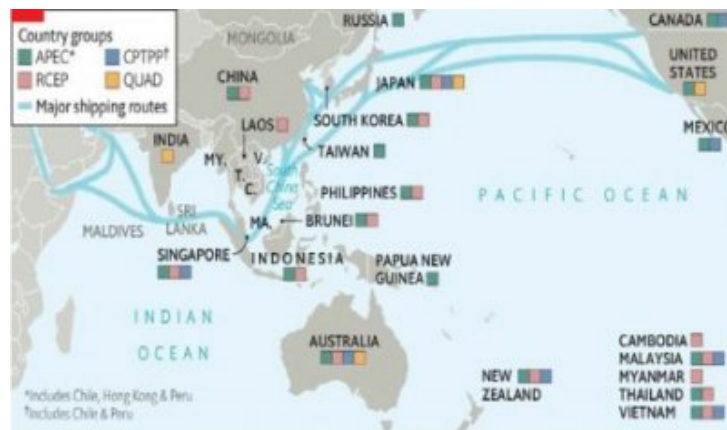 Country groups
APEC* CPTPP†
RCEP QUAD
Major shipping routes
RUSSIA
CANADA
MONGOLIA
UNITED
STATES
CHINA
JAPAN
MEXICO
SOUTH KOREA
LAOS
TAIWAN
INDIA
MY.
V.
T.
C.
South
China
Sea
PHILIPPINES
PACIFIC OCEAN
SRI
LANKA
MALDIVES
MA.
BRUNEI
SINGAPORE
INDONESIA
PAPUA NEW
GUINEA
INDIAN
OCEAN
AUSTRALIA
NEW
ZEALAND
CAMBODIA
MALAYSIA
MYANMAR
THAILAND
VIETNAM
*Includes Chile, Hong Kong & Peru
†Includes Chile & Peru